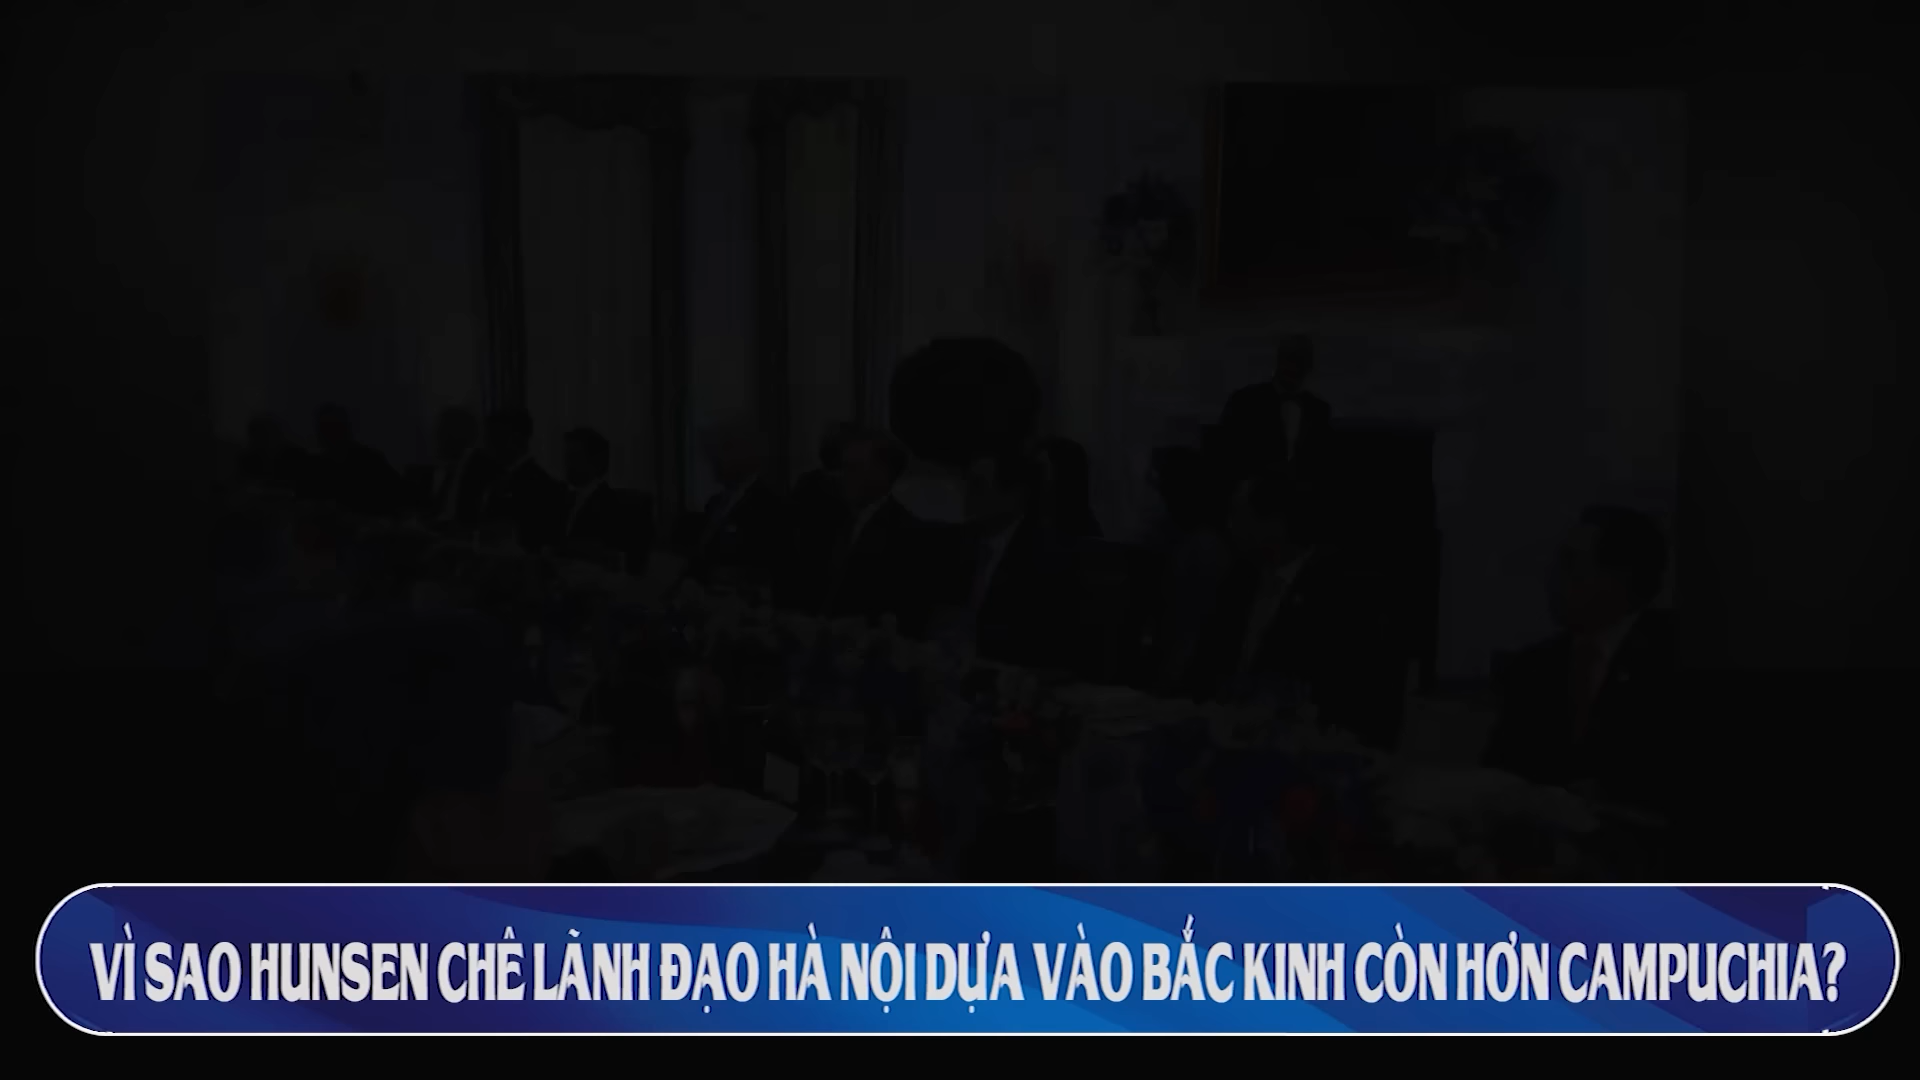 VÌ SAO HUNSEN CHÊ LÃNH ĐẠO HÀ NỘI DỰA VÀO BẮC KINH CÒN HƠN CAMPUCHIA?